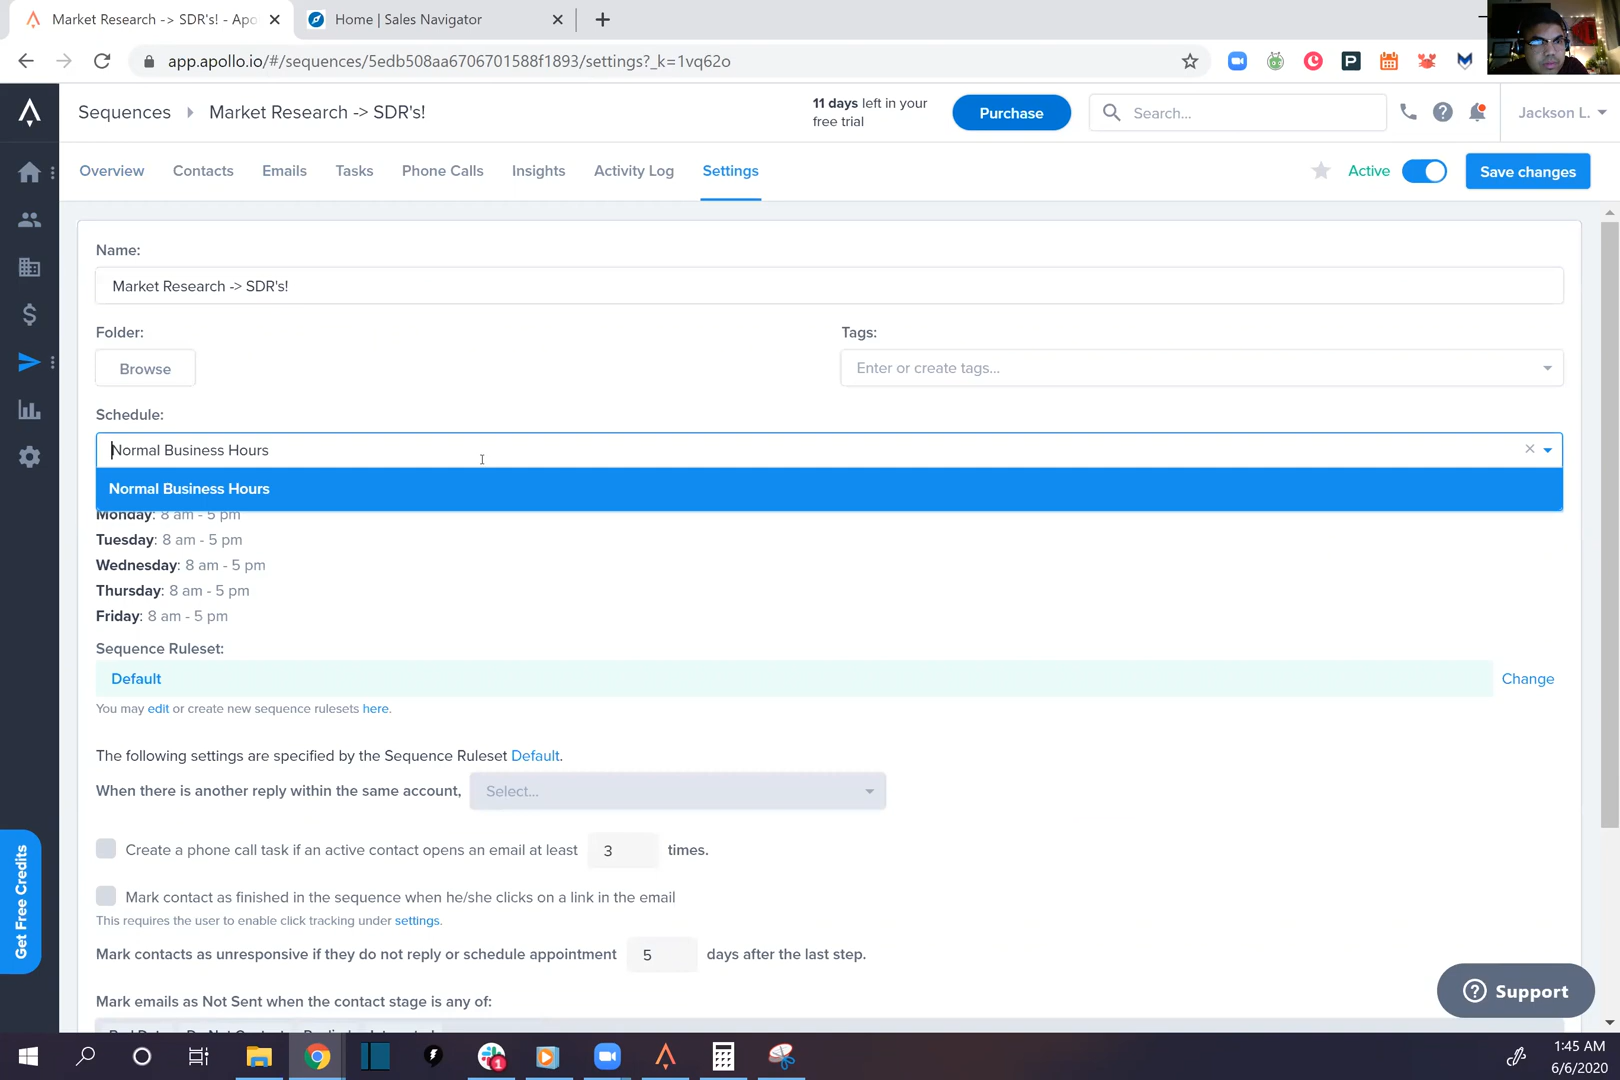 Market Research -> SDR's! - Apo
Home | Sales Navigator
app.apollo.io/#/sequences/5edb508aa6706701588f1893/settings?_k=1vq62o
Sequences
Market Research -> SDR's!
11 days left in your
free trial
Purchase
Search...
Jackson L.
Overview
Contacts
Emails
Tasks
Phone Calls
Insights
Activity Log
Settings
Active
Save changes
Name:
Market Research -> SDR's!
Folder:
Tags:
Browse
Enter or create tags...
Schedule:
Normal Business Hours
Normal Business Hours
Monday: 8 am - 5 pm
Tuesday: 8 am - 5 pm
Wednesday: 8 am - 5 pm
Thursday: 8 am - 5 pm
Friday: 8 am - 5 pm
Sequence Ruleset:
Default
Change
You may edit or create new sequence rulesets here.
The following settings are specified by the Sequence Ruleset Default.
When there is another reply within the same account, Select...
Create a phone call task if an active contact opens an email at least 3 times.
Mark contact as finished in the sequence when he/she clicks on a link in the email
This requires the user to enable click tracking under settings.
Mark contacts as unresponsive if they do not reply or schedule appointment 5 days after the last step.
Mark emails as Not Sent when the contact stage is any of:
Get Free Credits
Support
1
1:45 AM
6/6/2020